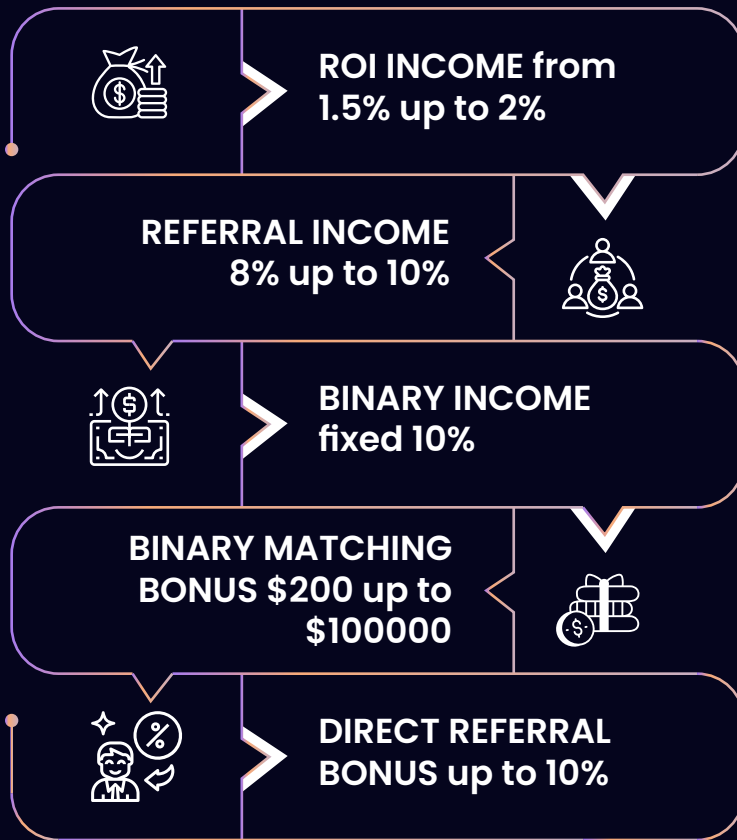 ROI INCOME from
1.5% up to 2%
REFERRAL INCOME
8% up to 10%
BINARY INCOME
fixed 10%
BINARY MATCHING
BONUS $200 up to
$100000
DIRECT REFERRAL
BONUS up to 10%